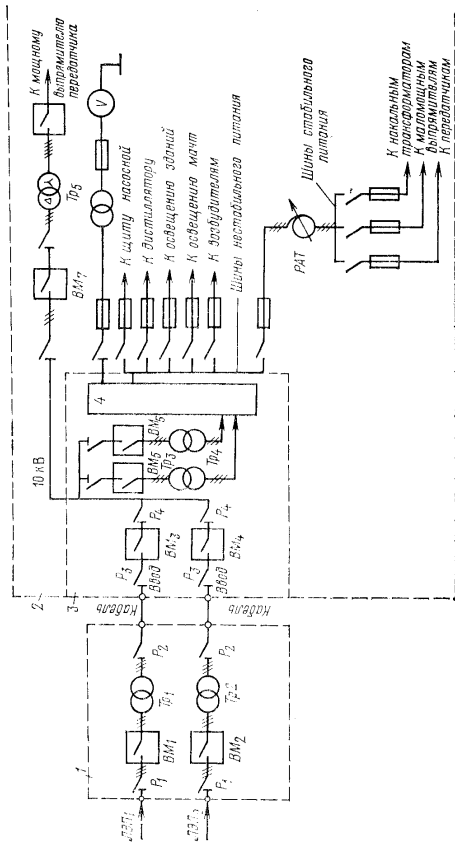 К мощному
выпрямителю
передатчика
Тр5
ВМ7
10 кВ
2
3
V
К щиту насосной
К дистиллятору
К освещению зданий
К освещению мачт
К возбудителям
Шины нестабильного питания
4
ВМ6
ВМ5
Тр3
Тр4
РАТ
Шины стабильного
питания
К накальным
трансформаторам
К маломощным
выпрямителям
К передатчикам
Р4
ВМ3
Р3
Ввод
Р4
ВМ4
Р3
Ввод
Кабель
Кабель
1
Р2
Тр1
ВМ1
Р1
ЛЭП1
Р2
Тр2
ВМ2
ЛЭП2